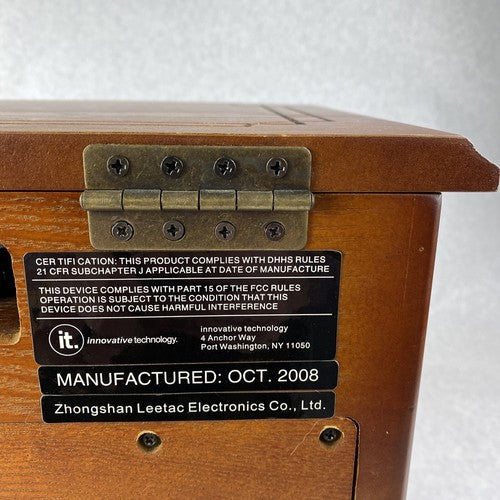 CER TIFI CATION: THIS PRODUCT COMPLIES WITH DHHS RULES
21 CFR SUBCHAPTER J APPLICABLE AT DATE OF MANUFACTURE
THIS DEVICE COMPLIES WITH PART 15 OF THE FCC RULES
OPERATION IS SUBJECT TO THE CONDITION THAT THIS
DEVICE DOES NOT CAUSE HARMFUL INTERFERENCE
it. innovative technology.
innovative technology
4 Anchor Way
Port Washington, NY 11050
MANUFACTURED: OCT. 2008
Zhongshan Leetac Electronics Co., Ltd.